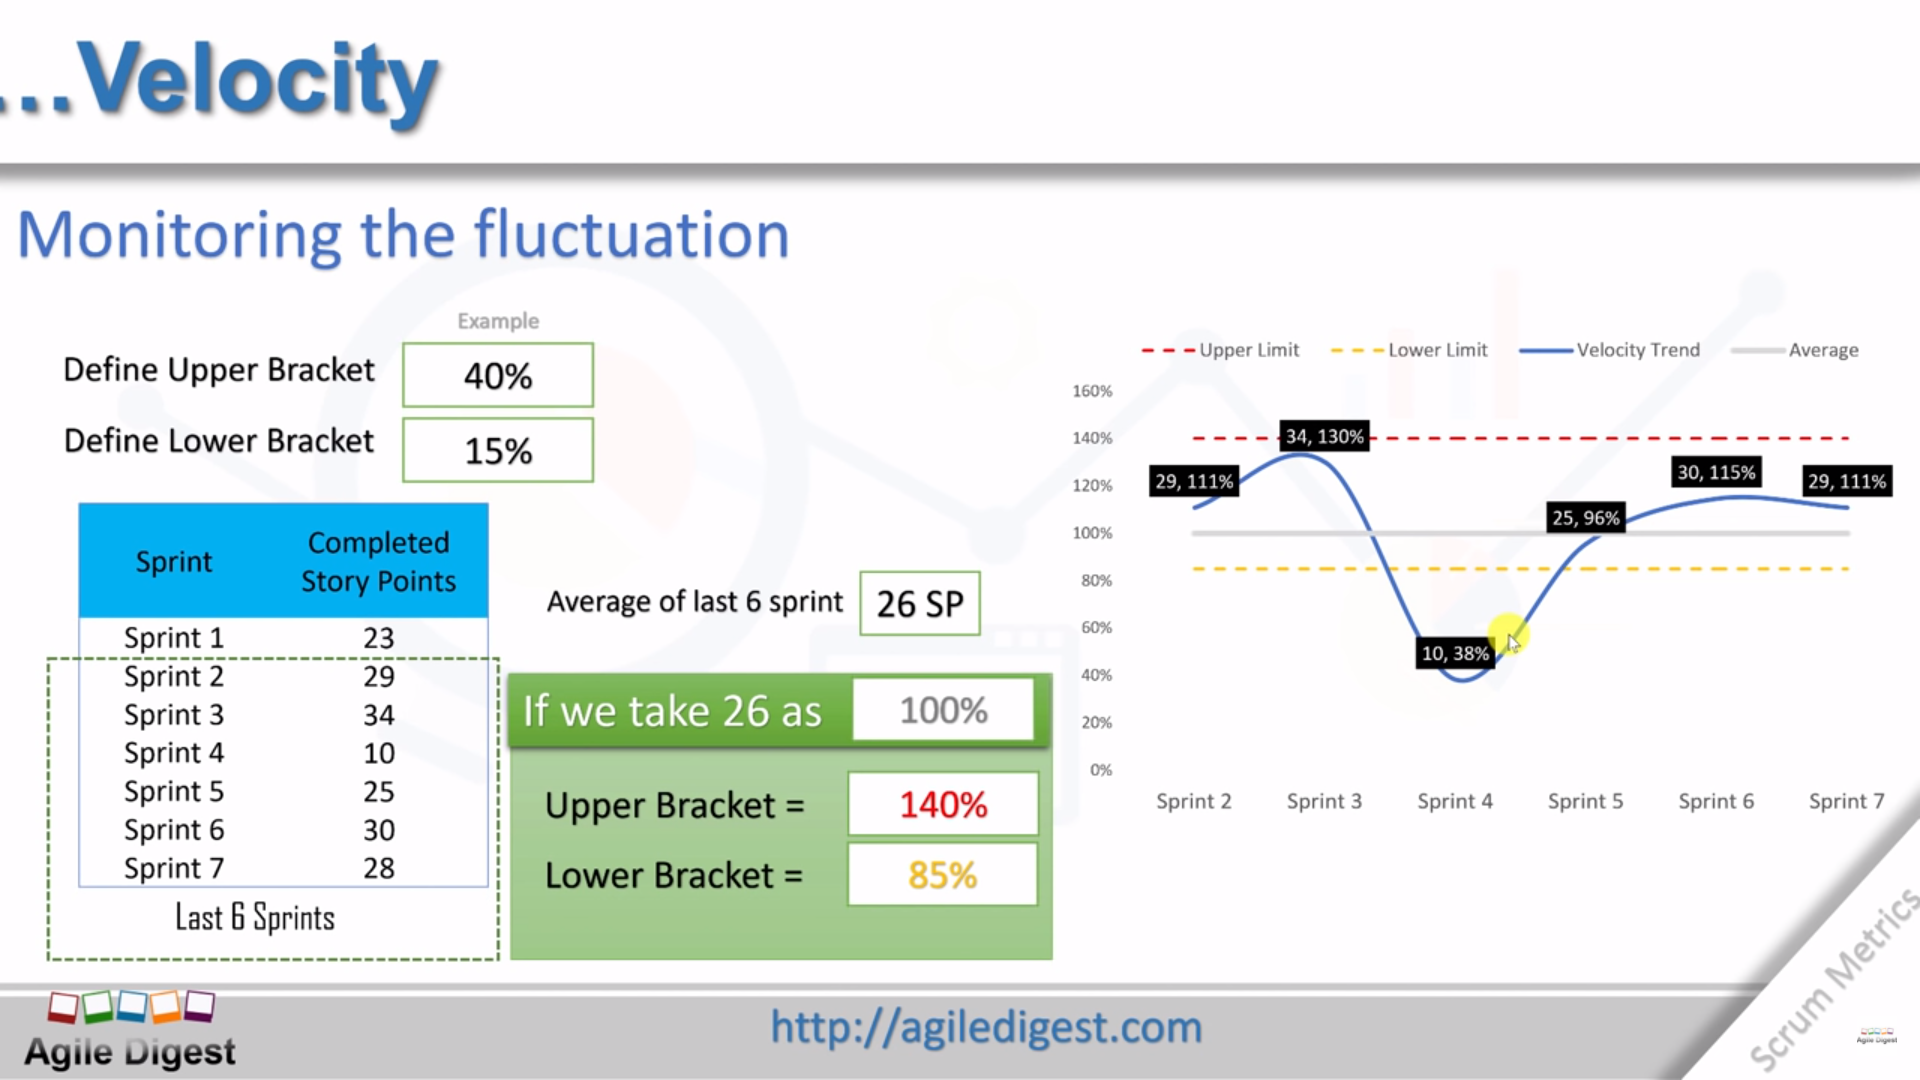 ...Velocity
Monitoring the fluctuation
Example
Define Upper Bracket 40%
Define Lower Bracket 15%
Sprint Completed Story Points
Sprint 1 23
Sprint 2 29
Sprint 3 34
Sprint 4 10
Sprint 5 25
Sprint 6 30
Sprint 7 28
Last 6 Sprints
Average of last 6 sprint 26 SP
If we take 26 as 100%
Upper Bracket = 140%
Lower Bracket = 85%
Upper Limit Lower Limit Velocity Trend Average
160%
140%
120%
100%
80%
60%
40%
20%
0%
29, 111%
34, 130%
10, 38%
25, 96%
30, 115%
29, 111%
Sprint 2 Sprint 3 Sprint 4 Sprint 5 Sprint 6 Sprint 7
Agile Digest
http://agiledigest.com
Scrum Metrics
Agile Digest